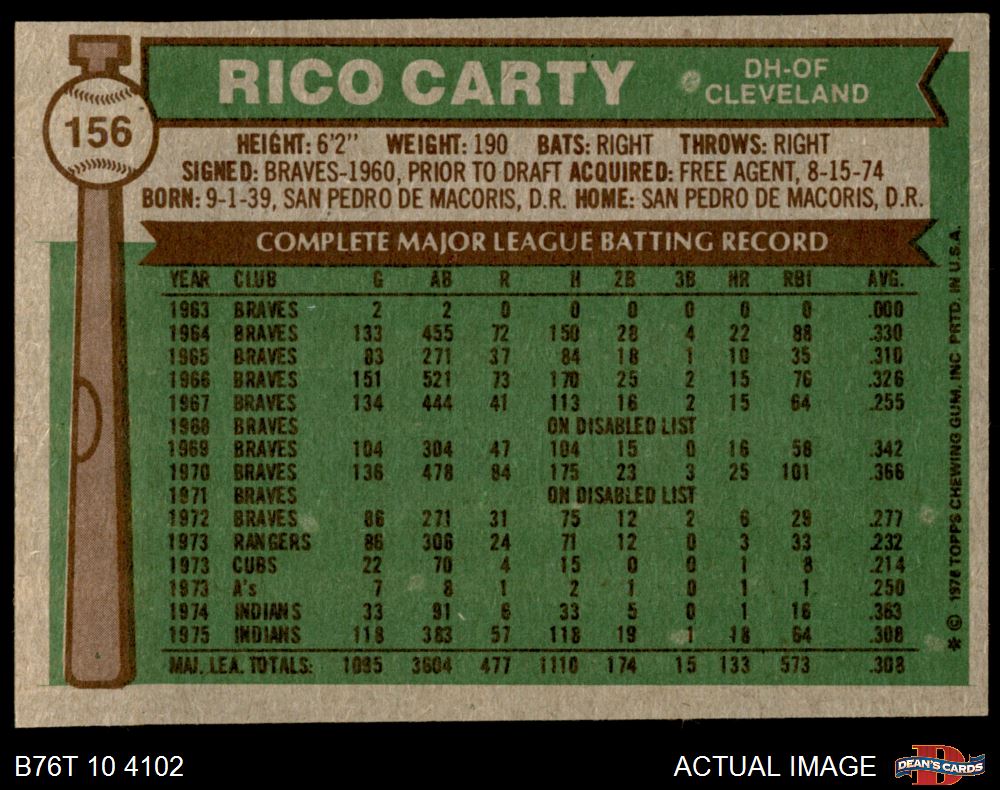 RICO CARTY
DH-OF
CLEVELAND
156
HEIGHT: 6'2" WEIGHT: 190 BATS: RIGHT THROWS: RIGHT
SIGNED: BRAVES-1960, PRIOR TO DRAFT ACQUIRED: FREE AGENT, 8-15-74
BORN: 9-1-39, SAN PEDRO DE MACORIS, D.R. HOME: SAN PEDRO DE MACORIS, D.R.
COMPLETE MAJOR LEAGUE BATTING RECORD
YEAR CLUB G AB R H 2B 3B HR RBI AVG.
1963 BRAVES 2 2 0 0 0 0 0 0 .000
1964 BRAVES 133 455 72 150 28 4 22 88 .330
1965 BRAVES 83 271 37 84 18 1 10 35 .310
1966 BRAVES 151 521 73 170 25 2 15 76 .326
1967 BRAVES 134 444 41 113 16 2 15 64 .255
1968 BRAVES ON DISABLED LIST
1969 BRAVES 104 304 47 104 15 0 16 58 .342
1970 BRAVES 136 478 84 175 23 3 25 101 .366
1971 BRAVES ON DISABLED LIST
1972 BRAVES 86 271 31 75 12 2 6 29 .277
1973 RANGERS 86 306 24 71 12 0 3 33 .232
1973 CUBS 22 70 4 15 0 0 1 8 .214
1973 A's 7 8 1 2 1 0 1 1 .250
1974 INDIANS 33 91 6 33 5 0 1 16 .363
1975 INDIANS 118 383 57 118 19 1 18 64 .308
MAJ. LEA. TOTALS: 1095 3604 477 1110 174 15 133 573 .308
* © 1976 TOPPS CHEWING GUM, INC. PRTD. IN U.S.A.
B76T 10 4102
ACTUAL IMAGE
D
DEAN'S CARDS